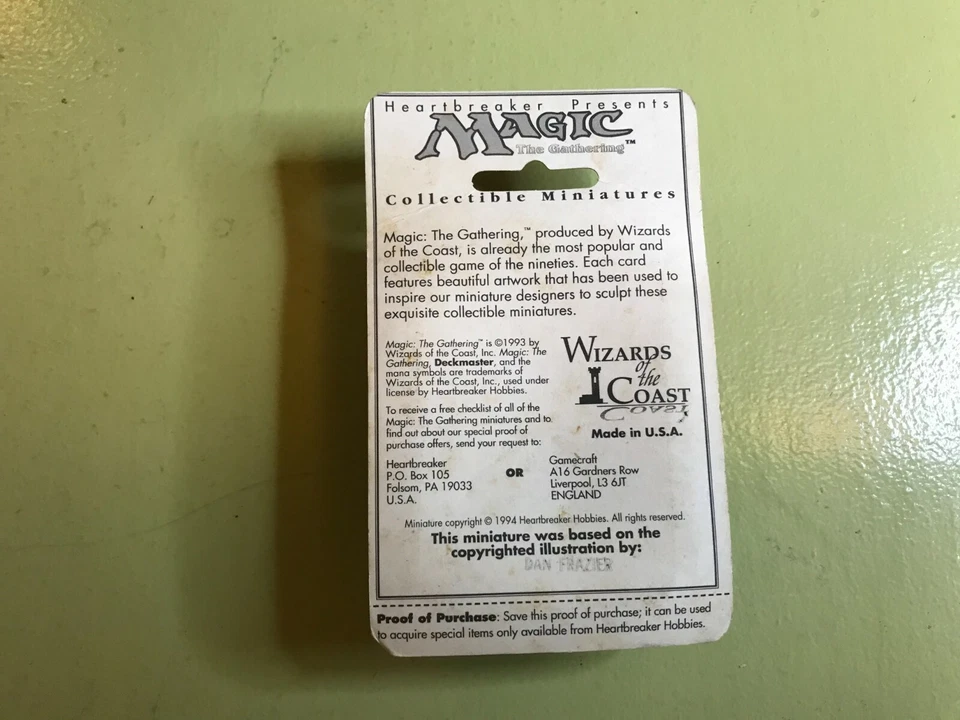 Heartbreaker Presents
MAGIC
The Gathering™
Collectible Miniatures
Magic: The Gathering,™ produced by Wizards
of the Coast, is already the most popular and
collectible game of the nineties. Each card
features beautiful artwork that has been used to
inspire our miniature designers to sculpt these
exquisite collectible miniatures.
Magic: The Gathering™ is ©1993 by
Wizards of the Coast, Inc. Magic: The
Gathering, Deckmaster, and the
mana symbols are trademarks of
Wizards of the Coast, Inc., used under
license by Heartbreaker Hobbies.
To receive a free checklist of all of the
Magic: The Gathering miniatures and to
find out about our special proof of
purchase offers, send your request to:
WIZARDS
of
the
COAST
COAST
Made in U.S.A.
Heartbreaker
P.O. Box 105
Folsom, PA 19033
U.S.A.
OR
Gamecraft
A16 Gardners Row
Liverpool, L3 6JT
ENGLAND
Miniature copyright © 1994 Heartbreaker Hobbies. All rights reserved.
This miniature was based on the
copyrighted illustration by:
DAN FRAZIER
Proof of Purchase: Save this proof of purchase; it can be used
to acquire special items only available from Heartbreaker Hobbies.